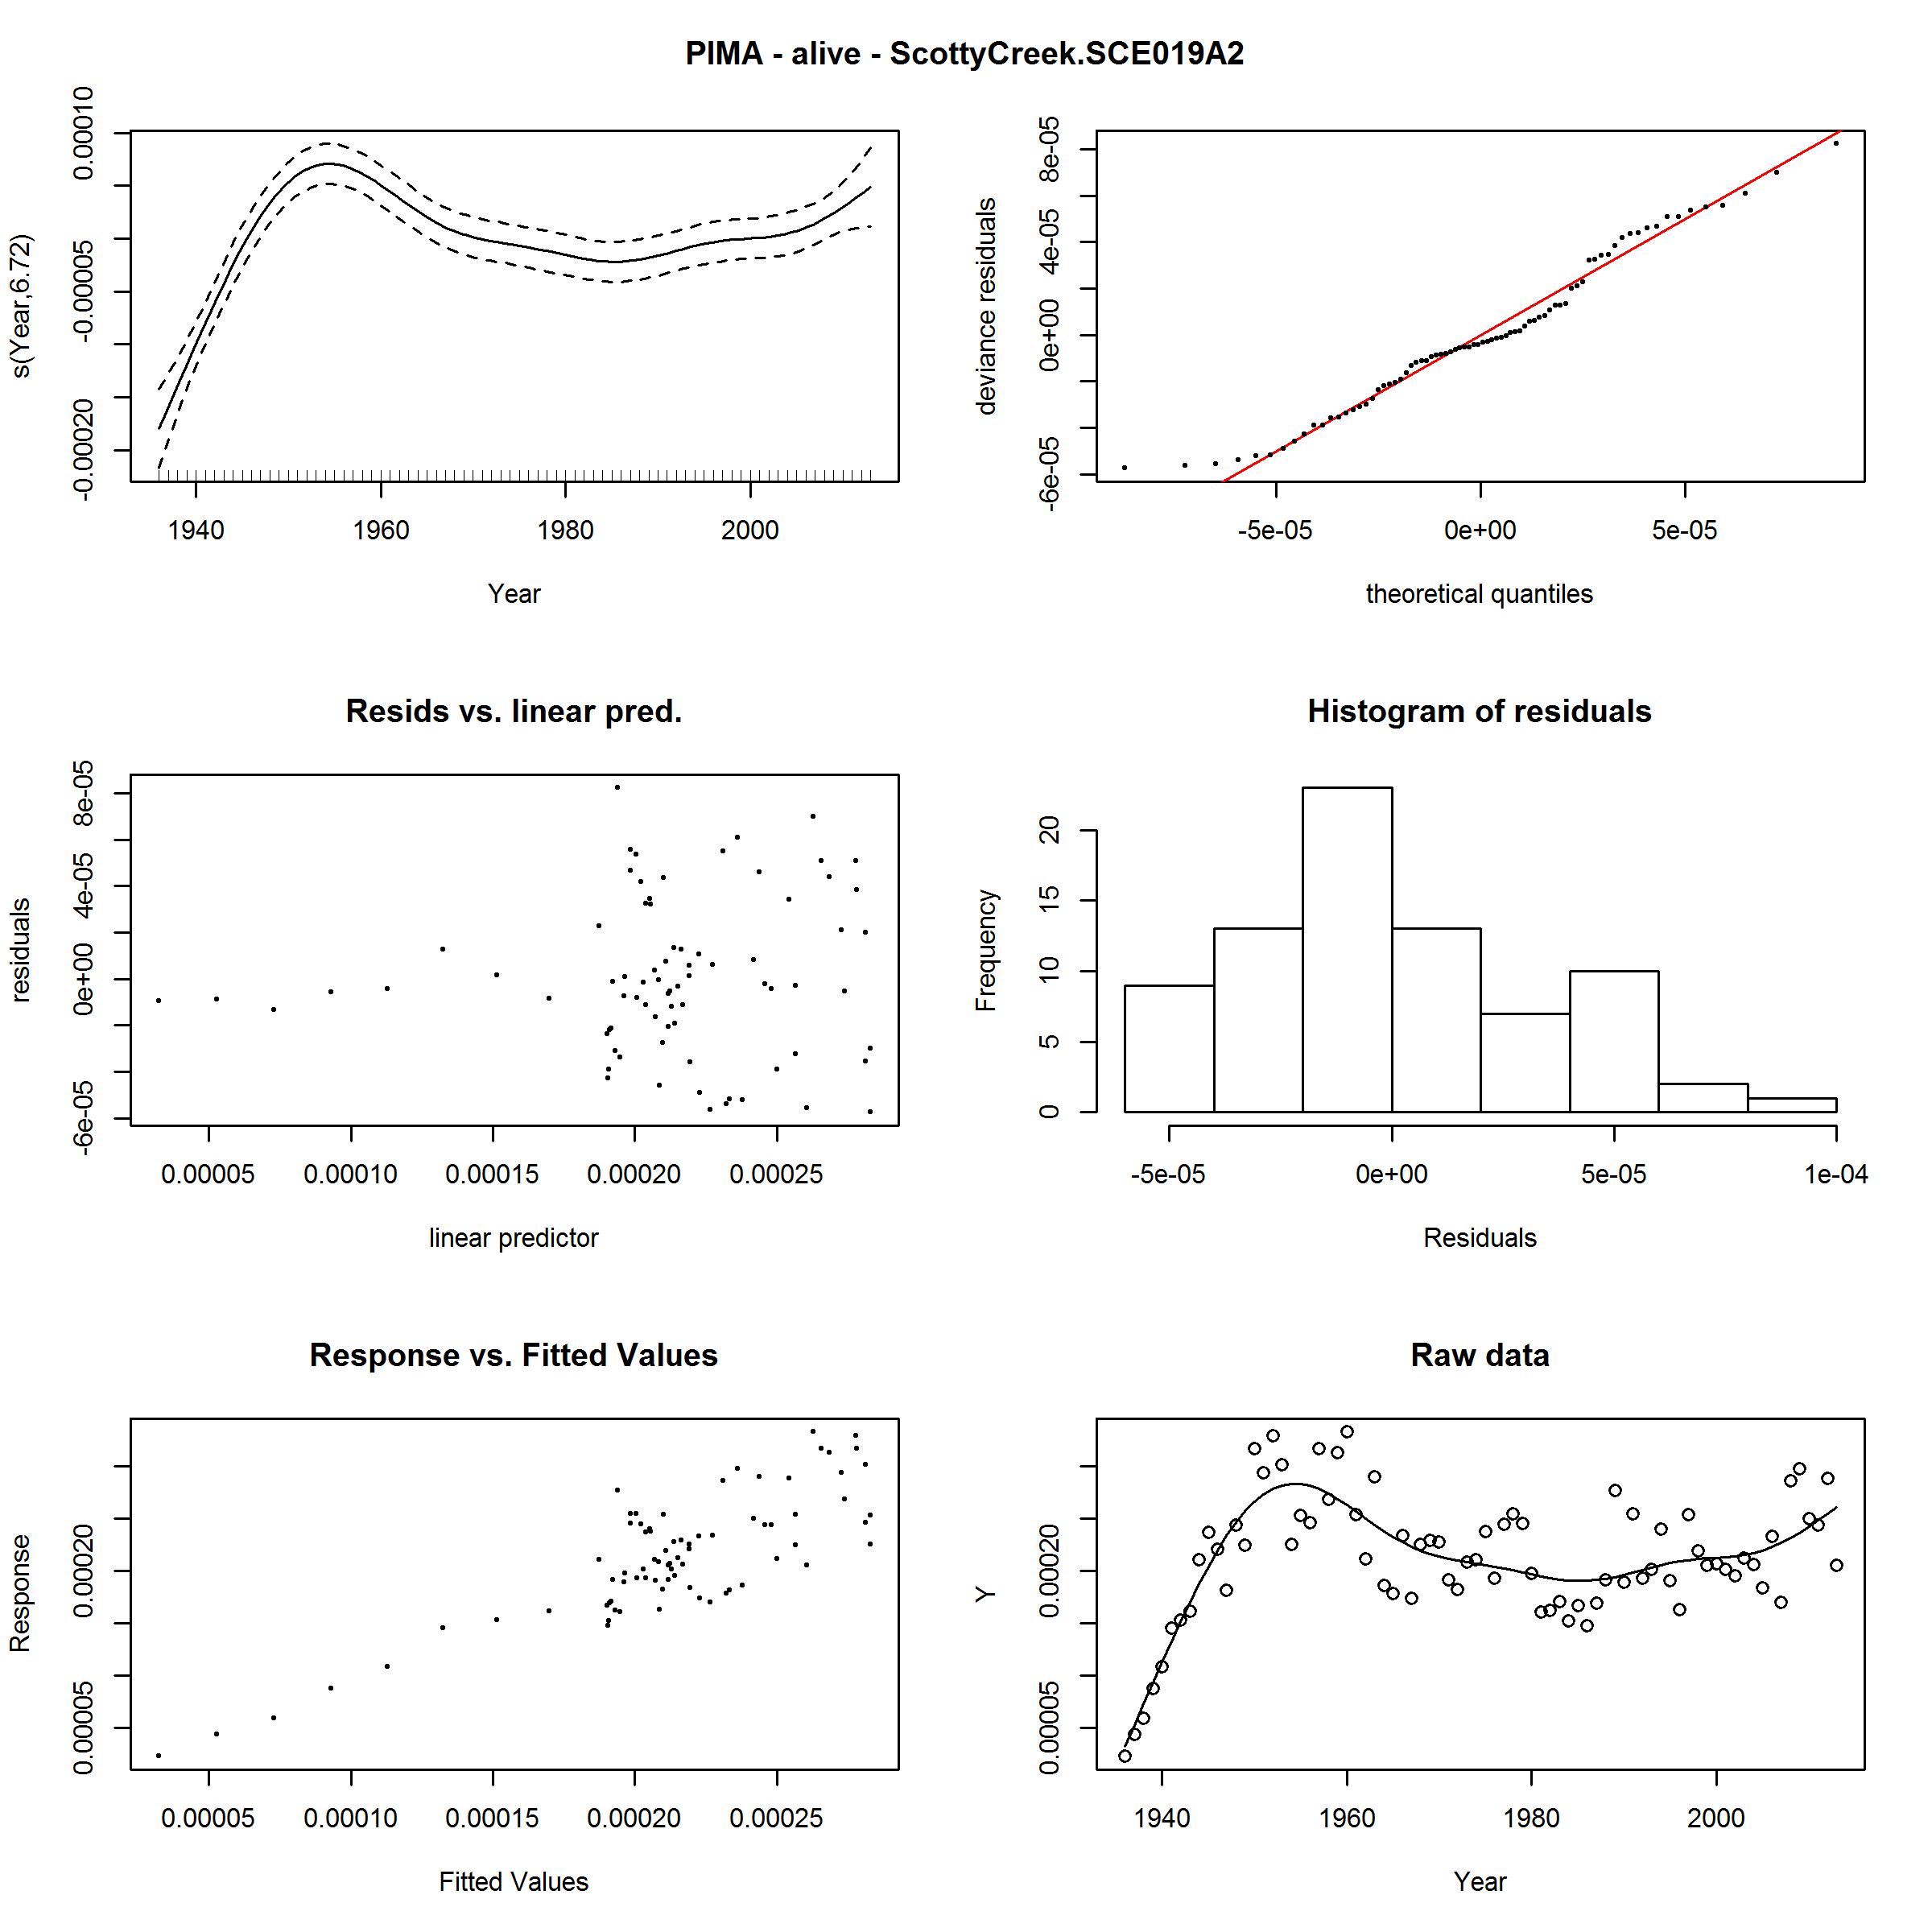 PIMA - alive - ScottyCreek.SCE019A2
s(Year,6.72)
-0.00020 -0.00005 0.00010
1940 1960 1980 2000
Year
deviance residuals
-6e-05 0e+00 4e-05 8e-05
-5e-05 0e+00 5e-05
theoretical quantiles
Resids vs. linear pred.
residuals
-6e-05 0e+00 4e-05 8e-05
0.00005 0.00010 0.00015 0.00020 0.00025
linear predictor
Histogram of residuals
Frequency
0 5 10 15 20
-5e-05 0e+00 5e-05 1e-04
Residuals
Response vs. Fitted Values
Response
0.00005 0.00020
0.00005 0.00010 0.00015 0.00020 0.00025
Fitted Values
Raw data
Y
0.00005 0.00020
1940 1960 1980 2000
Year